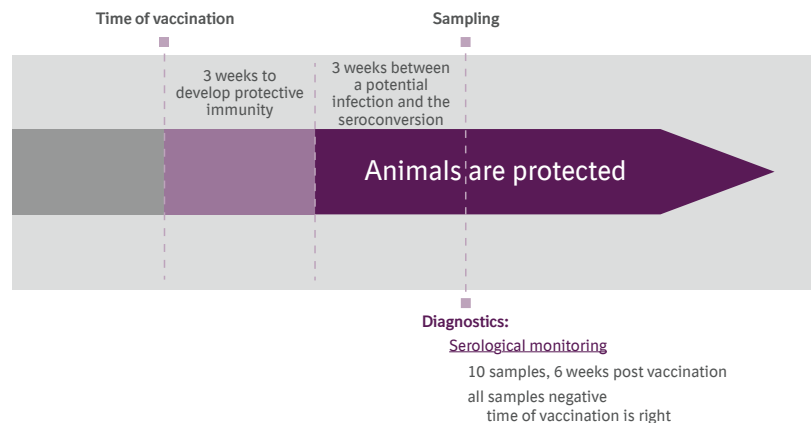 Time of vaccination
Sampling
3 weeks to
develop protective
immunity
3 weeks between
a potential
infection and the
seroconversion
Animals are protected
Diagnostics:
Serological monitoring
10 samples, 6 weeks post vaccination
all samples negative
time of vaccination is right